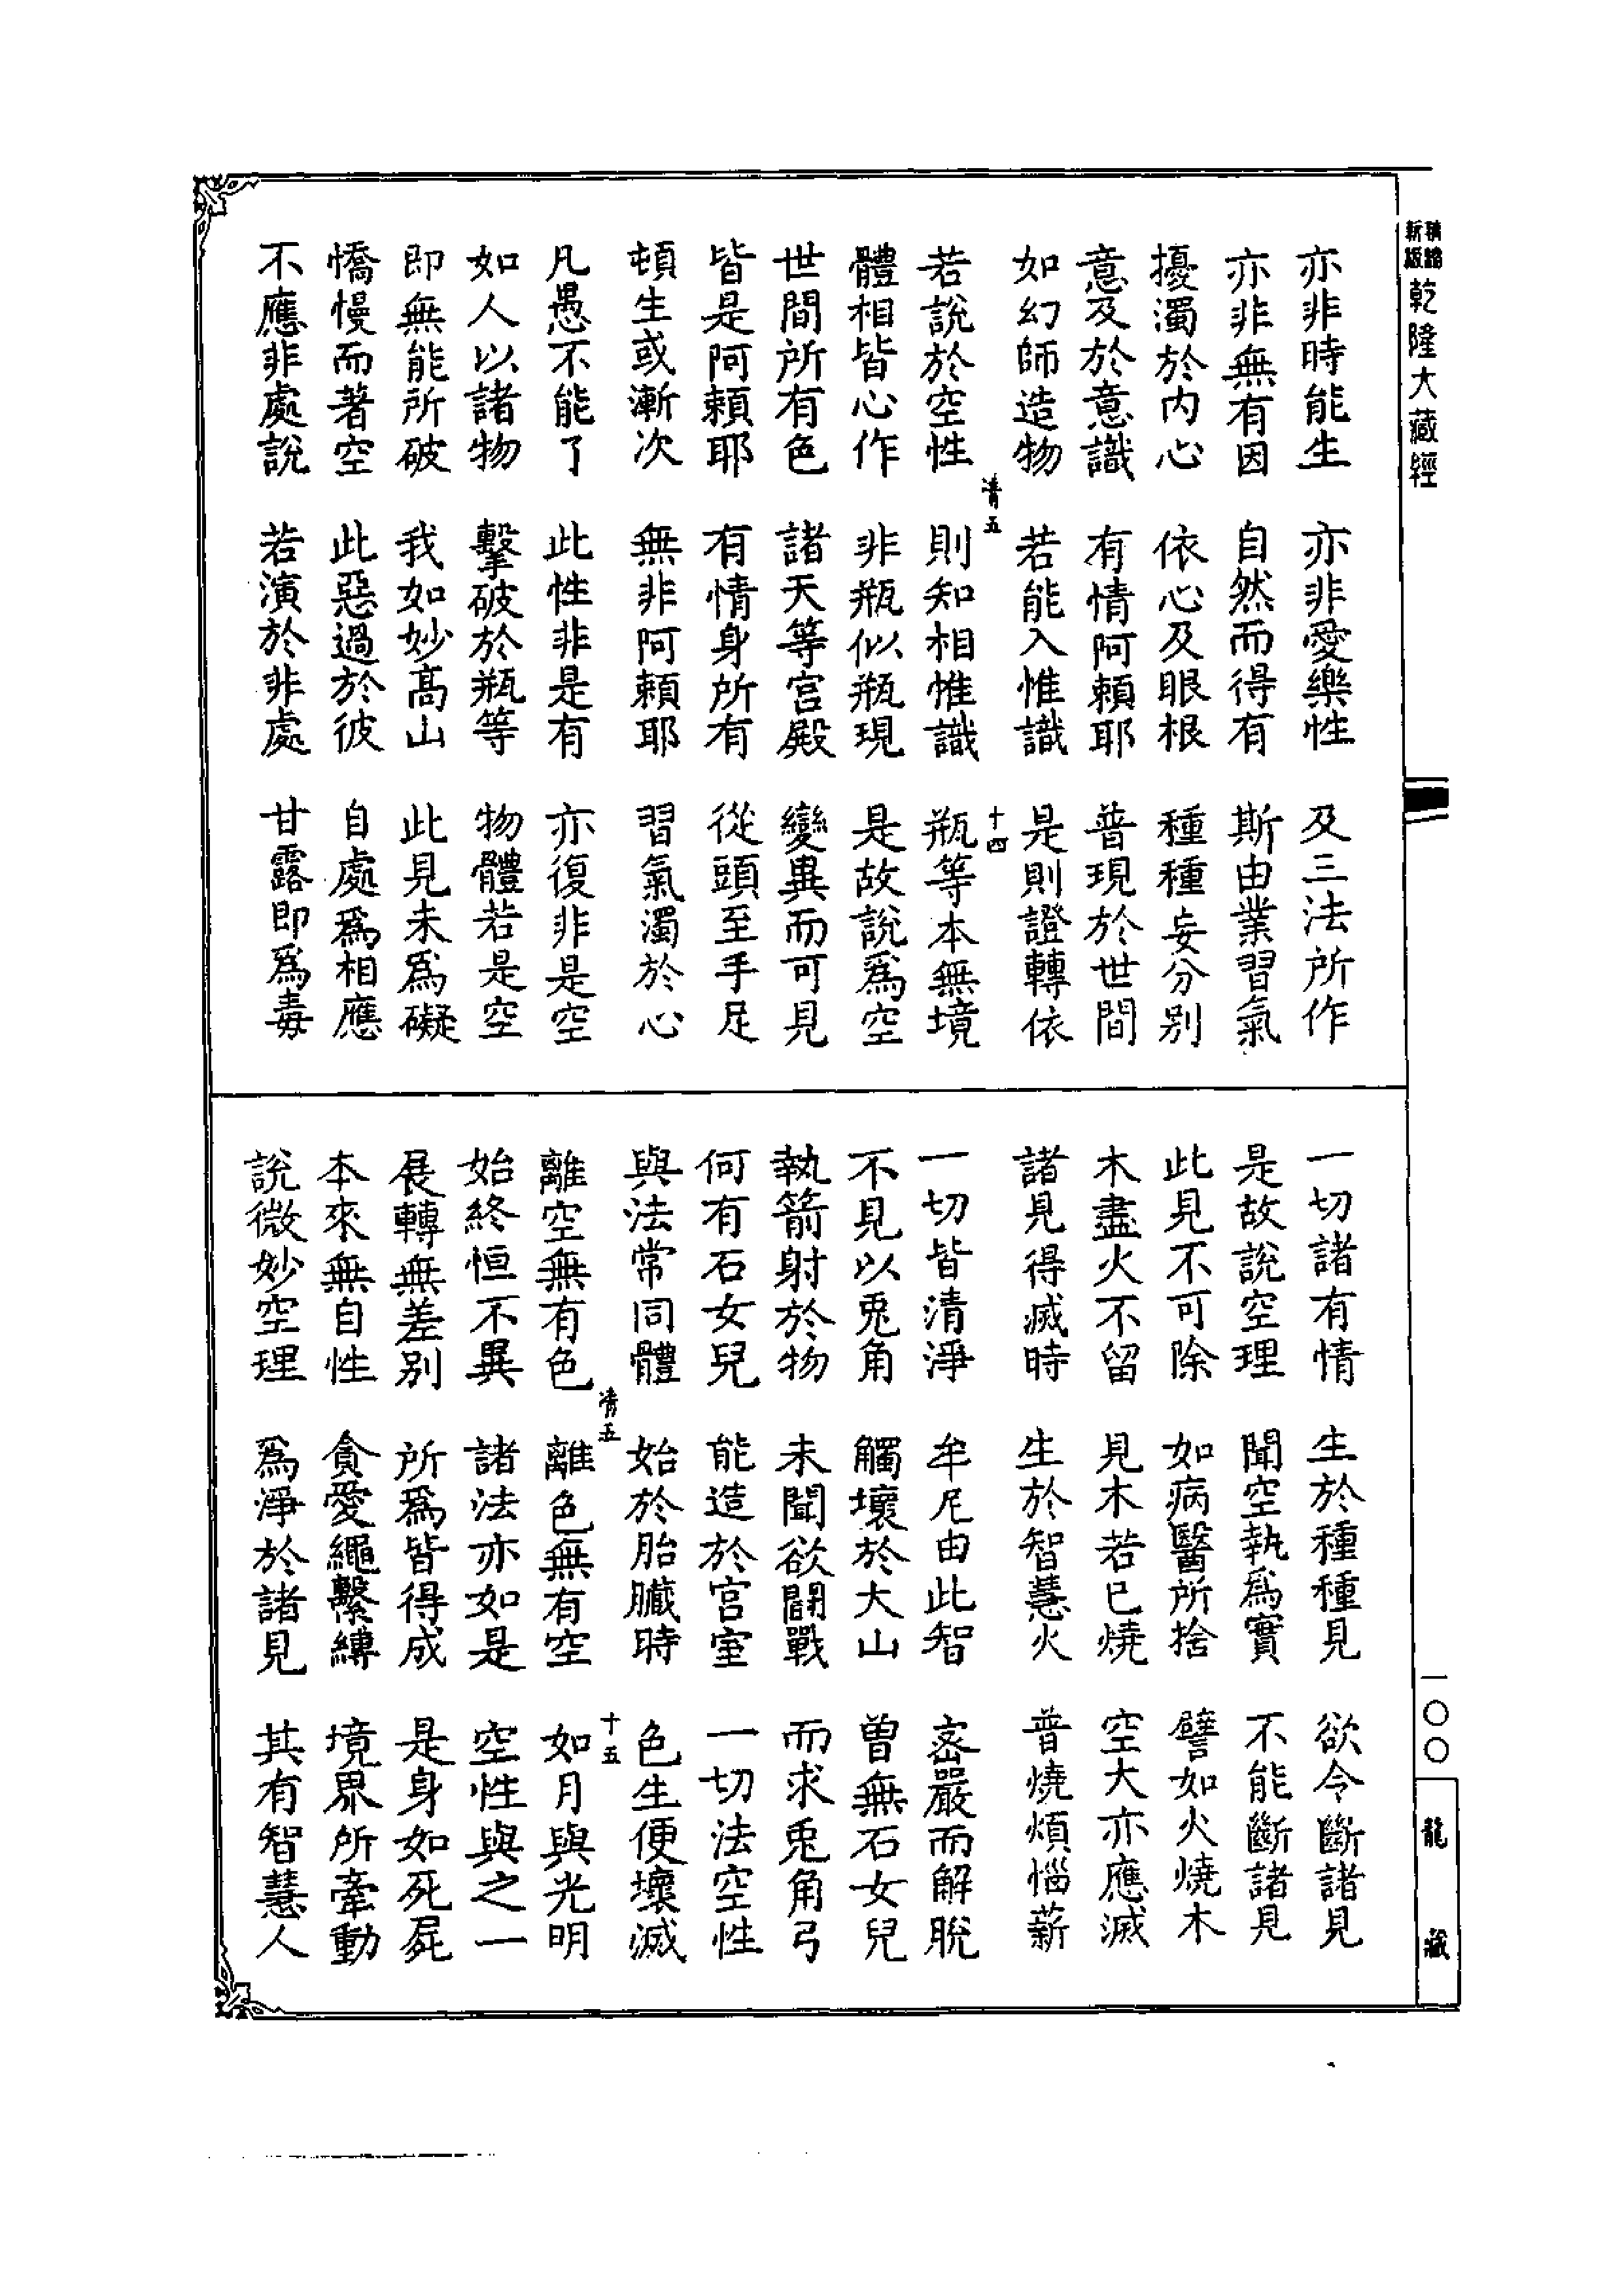 新編縮版 乾隆大藏經
亦非時能生 亦非愛樂性 及三法所作
亦非無有因 自然而得有 斯由業習氣
擾濁於內心 依心及眼根 種種妄分別
意及於意識 有情阿賴耶 普現於世間
如幻師造物 若能入惟識 是則證轉依
清五 十四
若說於空性 則知相惟識 瓶等本無境
體相皆心作 非瓶似瓶現 是故說為空
世間所有色 諸天等宮殿 變異而可見
皆是阿賴耶 有情身所有 從頭至手足
頓生或漸次 無非阿賴耶 習氣濁於心
凡愚不能了 此性非是有 亦復非是空
如人以諸物 擊破於瓶等 物體若是空
即無能所破 我如妙高山 此見未為礙
憍慢而著空 此惡過於彼 自處為相應
不應非處說 若演於非處 甘露即為毒
一切諸有情 生於種種見 欲令斷諸見
是故說空理 聞空執為實 不能斷諸見
此見不可除 如病醫所捨 譬如火燒木
木盡火不留 見木若已燒 空大亦應滅
諸見得滅時 生於智慧火 普燒煩惱薪
一切皆清淨 牟尼由此智 密嚴而解脫
不見以兎角 觸壞於大山 曾無石女兒
執箭射於物 未聞欲鬬戰 而求兎角弓
何有石女兒 能造於宮室 一切法空性
與法常同體 始於胎臟時 色生便壞滅
清五 十五
離空無有色 離色無有空 如月與光明
始終恒不異 諸法亦如是 空性與之一
展轉無差別 所為皆得成 是身如死屍
本來無自性 貪愛繩繫縛 境界所牽動
說微妙空理 為淨於諸見 其有智慧人
一〇〇
龍藏